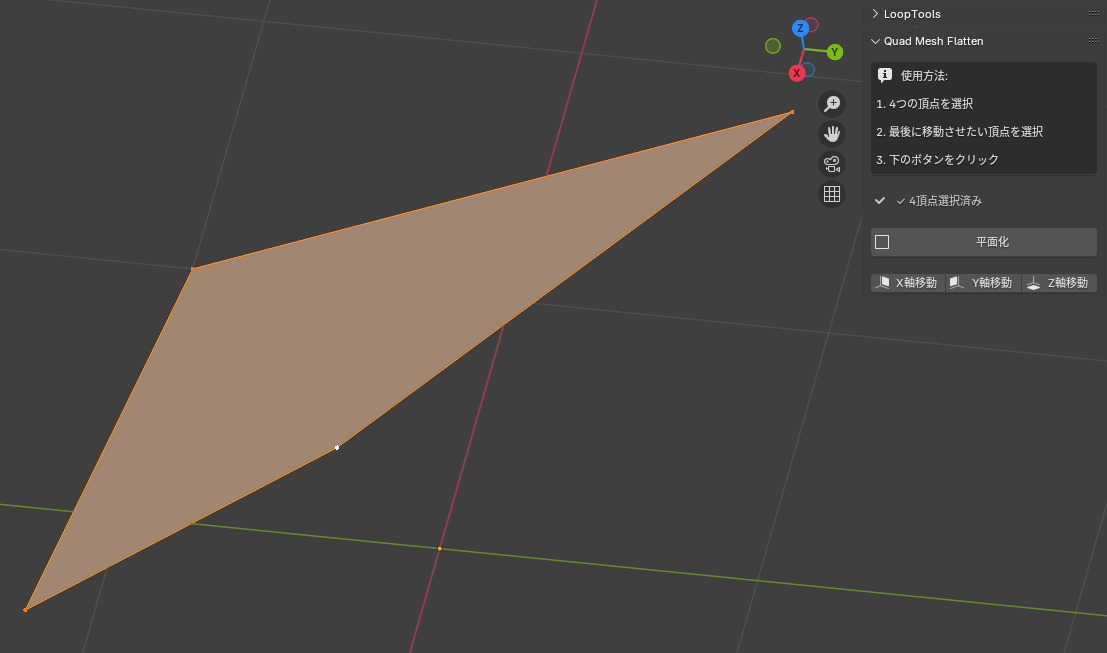 LoopTools
Quad Mesh Flatten
使用方法:
1. 4つの頂点を選択
2. 最後に移動させたい頂点を選択
3. 下のボタンをクリック
✓ 4頂点選択済み
平面化
X軸移動 Y軸移動 Z軸移動
Z
Y
X